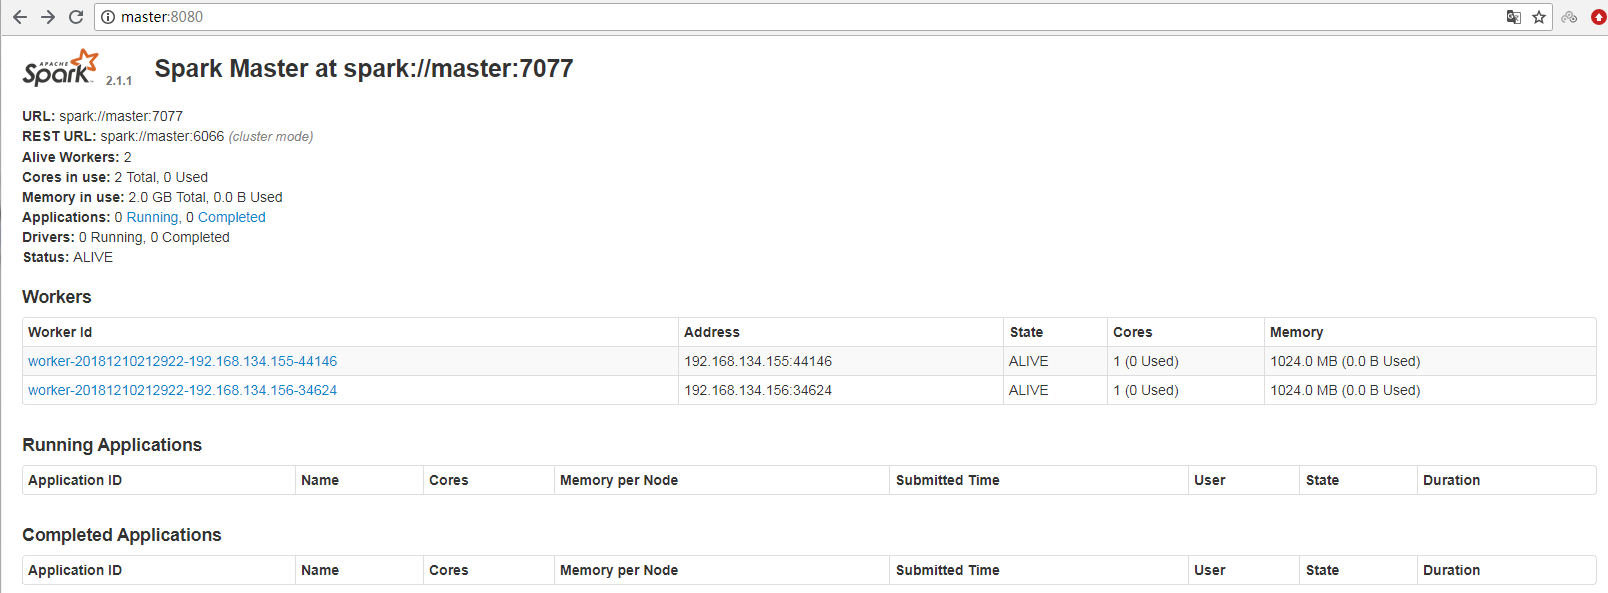 master:8080
APACHE Spark 2.1.1 Spark Master at spark://master:7077
URL: spark://master:7077
REST URL: spark://master:6066 (cluster mode)
Alive Workers: 2
Cores in use: 2 Total, 0 Used
Memory in use: 2.0 GB Total, 0.0 B Used
Applications: 0 Running, 0 Completed
Drivers: 0 Running, 0 Completed
Status: ALIVE
Workers
Worker Id Address State Cores Memory
worker-20181210212922-192.168.134.155-44146 192.168.134.155:44146 ALIVE 1 (0 Used) 1024.0 MB (0.0 B Used)
worker-20181210212922-192.168.134.156-34624 192.168.134.156:34624 ALIVE 1 (0 Used) 1024.0 MB (0.0 B Used)
Running Applications
Application ID Name Cores Memory per Node Submitted Time User State Duration
Completed Applications
Application ID Name Cores Memory per Node Submitted Time User State Duration